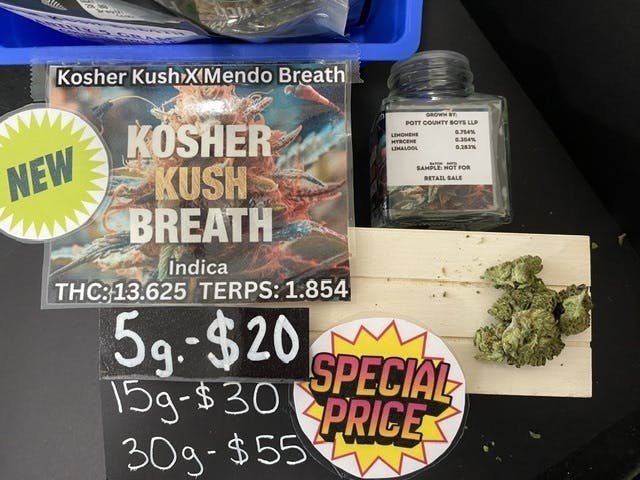 Kosher Kush X Mendo Breath
NEW
KOSHER
KUSH
BREATH
Indica
THC: 13.625 TERPS: 1.854
5g.-$20
15g-$30
30g-$55
SPECIAL
PRICE
GROWN BY:
POTT COUNTY BOYS LLP
LIMONENE 0.754%
MYRCENE 0.304%
LINALOOL 0.283%
SAMPLE: NOT FOR
RETAIL SALE